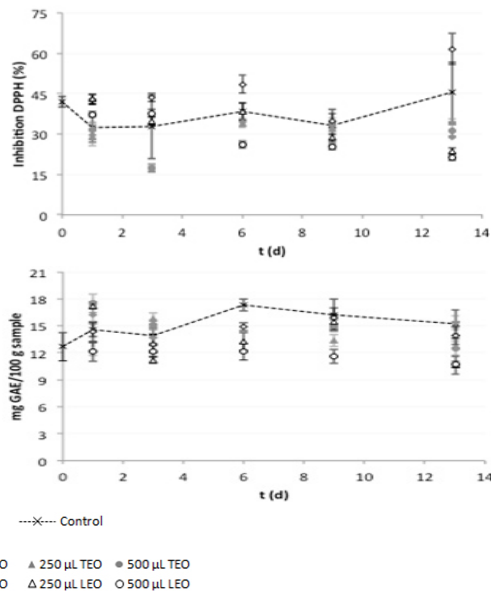 75
60
45
30
15
0
Inhibition DPPH (%)
0 2 4 6 8 10 12 14
t (d)
21
18
15
12
9
6
3
0
mg GAE/100 g sample
0 2 4 6 8 10 12 14
t (d)
Control
O 250 µL TEO 500 µL TEO
O 250 µL LEO 500 µL LEO